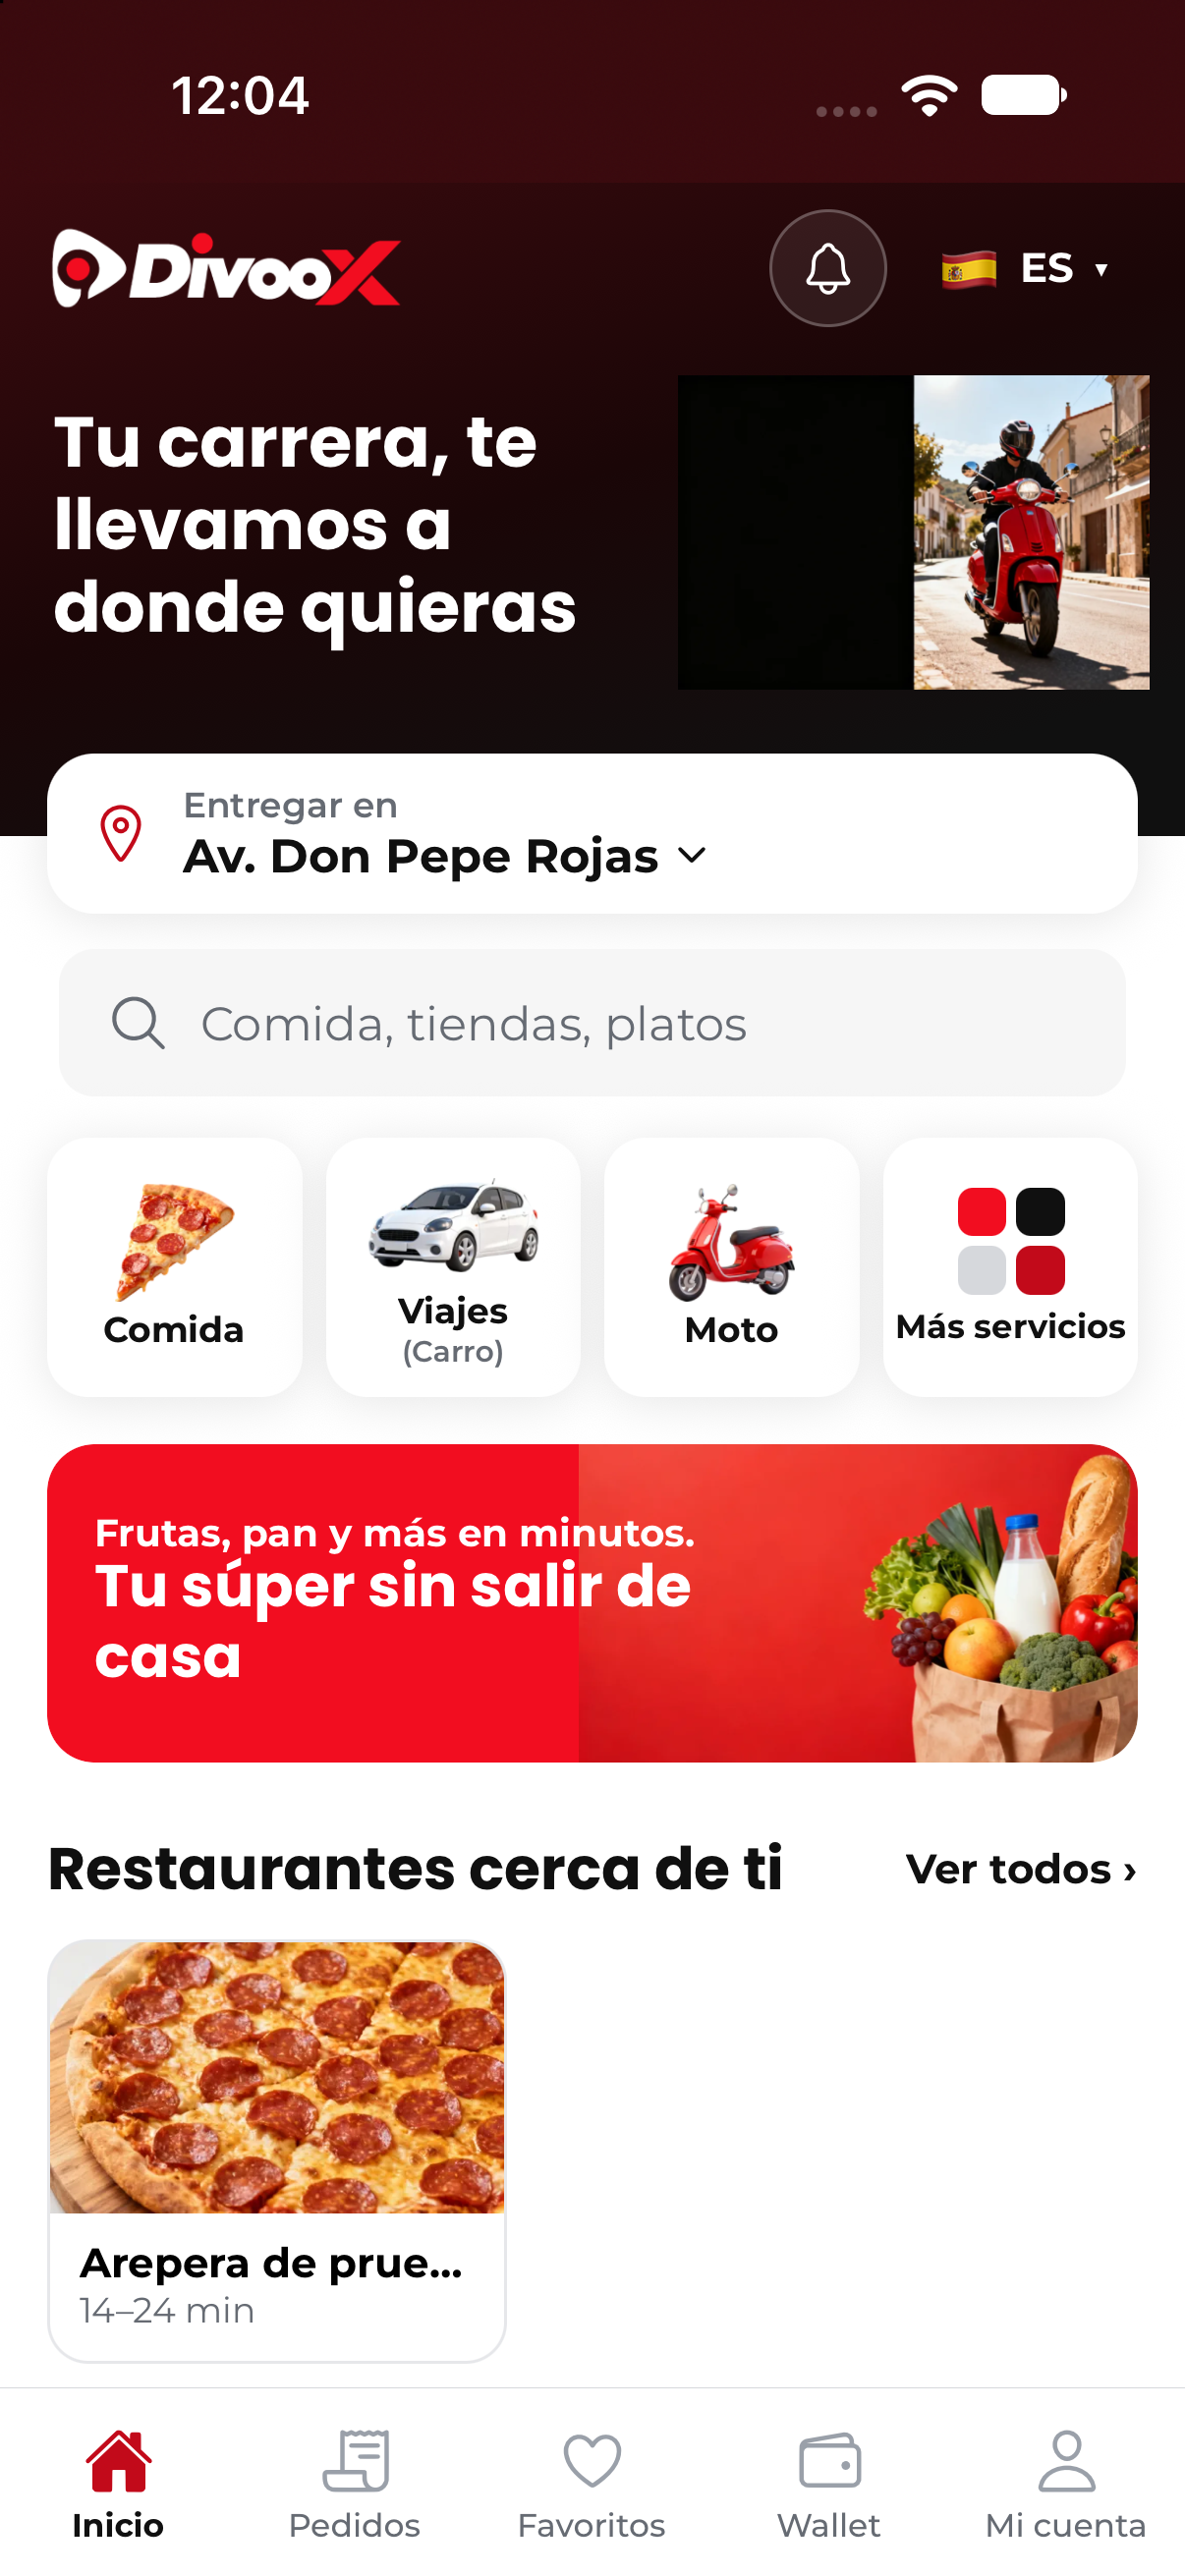 12:04
DivooX
ES
Tu carrera, te
llevamos a
donde quieras
Entregar en
Av. Don Pepe Rojas
Comida, tiendas, platos
Comida
Viajes
(Carro)
Moto
Más servicios
Frutas, pan y más en minutos.
Tu súper sin salir de
casa
Restaurantes cerca de ti
Ver todos ›
Arepera de prue...
14–24 min
Inicio
Pedidos
Favoritos
Wallet
Mi cuenta